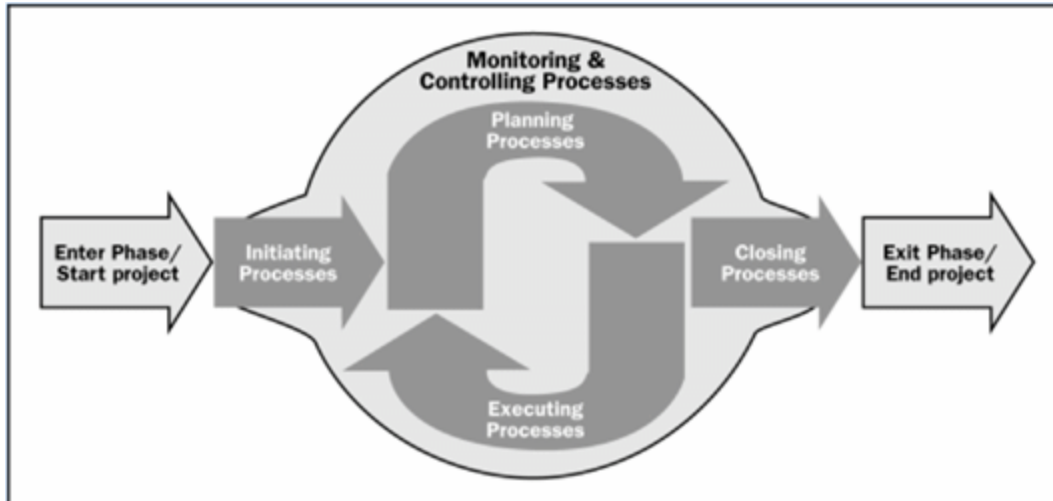 Monitoring &
Controlling Processes
Planning
Processes
Enter Phase/
Start project
Initiating
Processes
Closing
Processes
Exit Phase/
End project
Executing
Processes